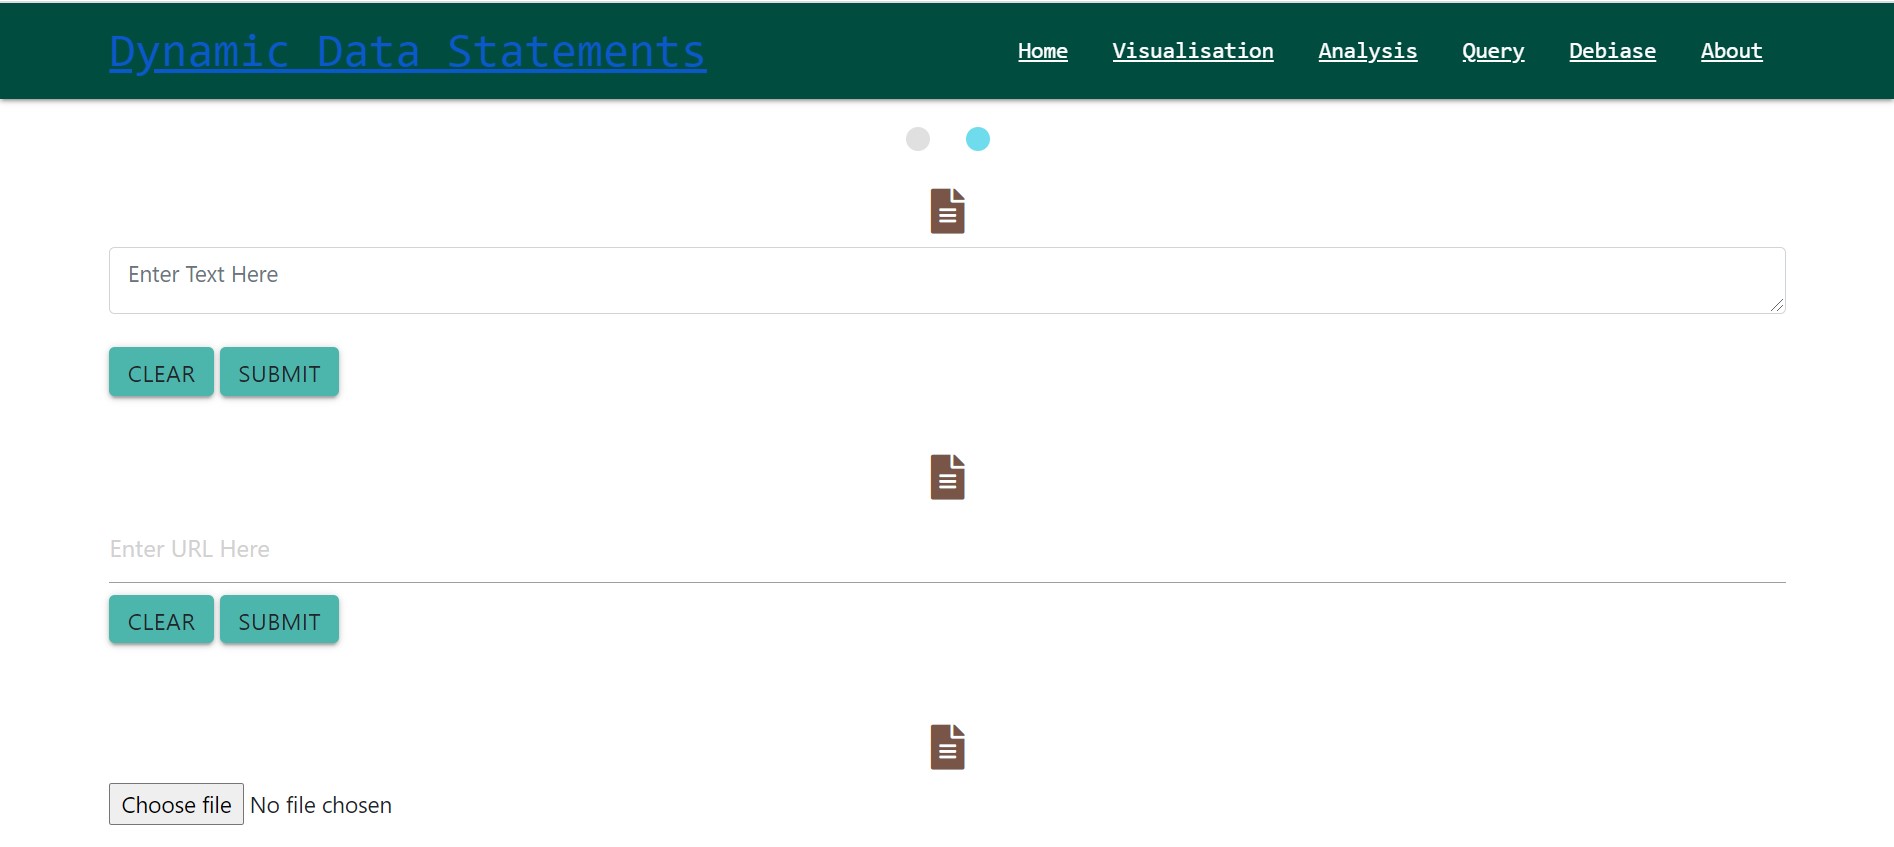 Dynamic Data Statements Home Visualisation Analysis Query Debiase About
Enter Text Here
CLEAR SUBMIT
Enter URL Here
CLEAR SUBMIT
Choose file No file chosen